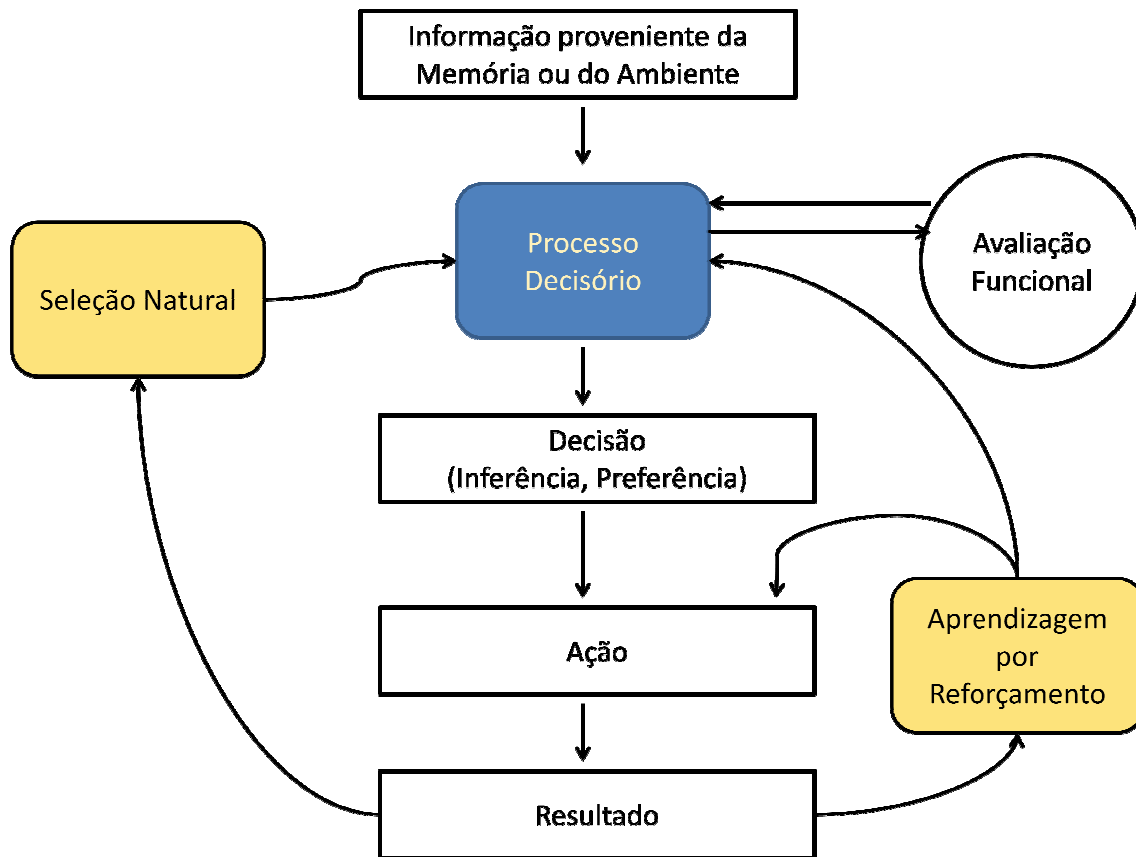 Informação proveniente da
Memória ou do Ambiente
Processo
Decisório
Avaliação
Funcional
Seleção Natural
Decisão
(Inferência, Preferência)
Ação
Aprendizagem
por
Reforçamento
Resultado